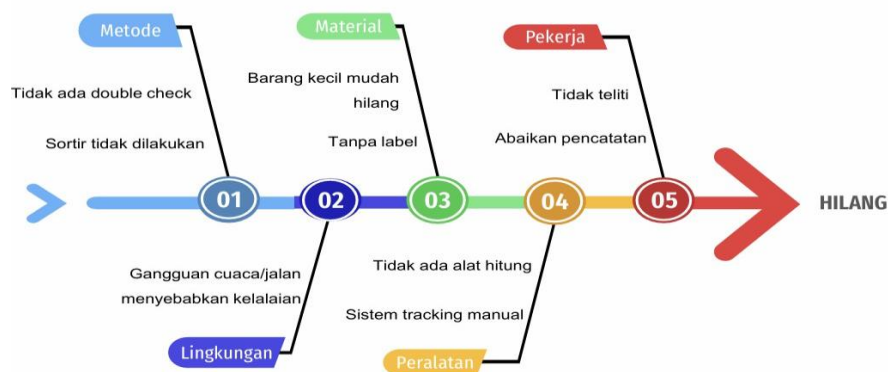 Metode
Tidak ada double check
Sortir tidak dilakukan
01
Gangguan cuaca/jalan
menyebabkan kelalaian
Lingkungan
02
Material
Barang kecil mudah
hilang
Tanpa label
03
Tidak ada alat hitung
Sistem tracking manual
Peralatan
04
Pekerja
Tidak teliti
Abaikan pencatatan
05
HILANG